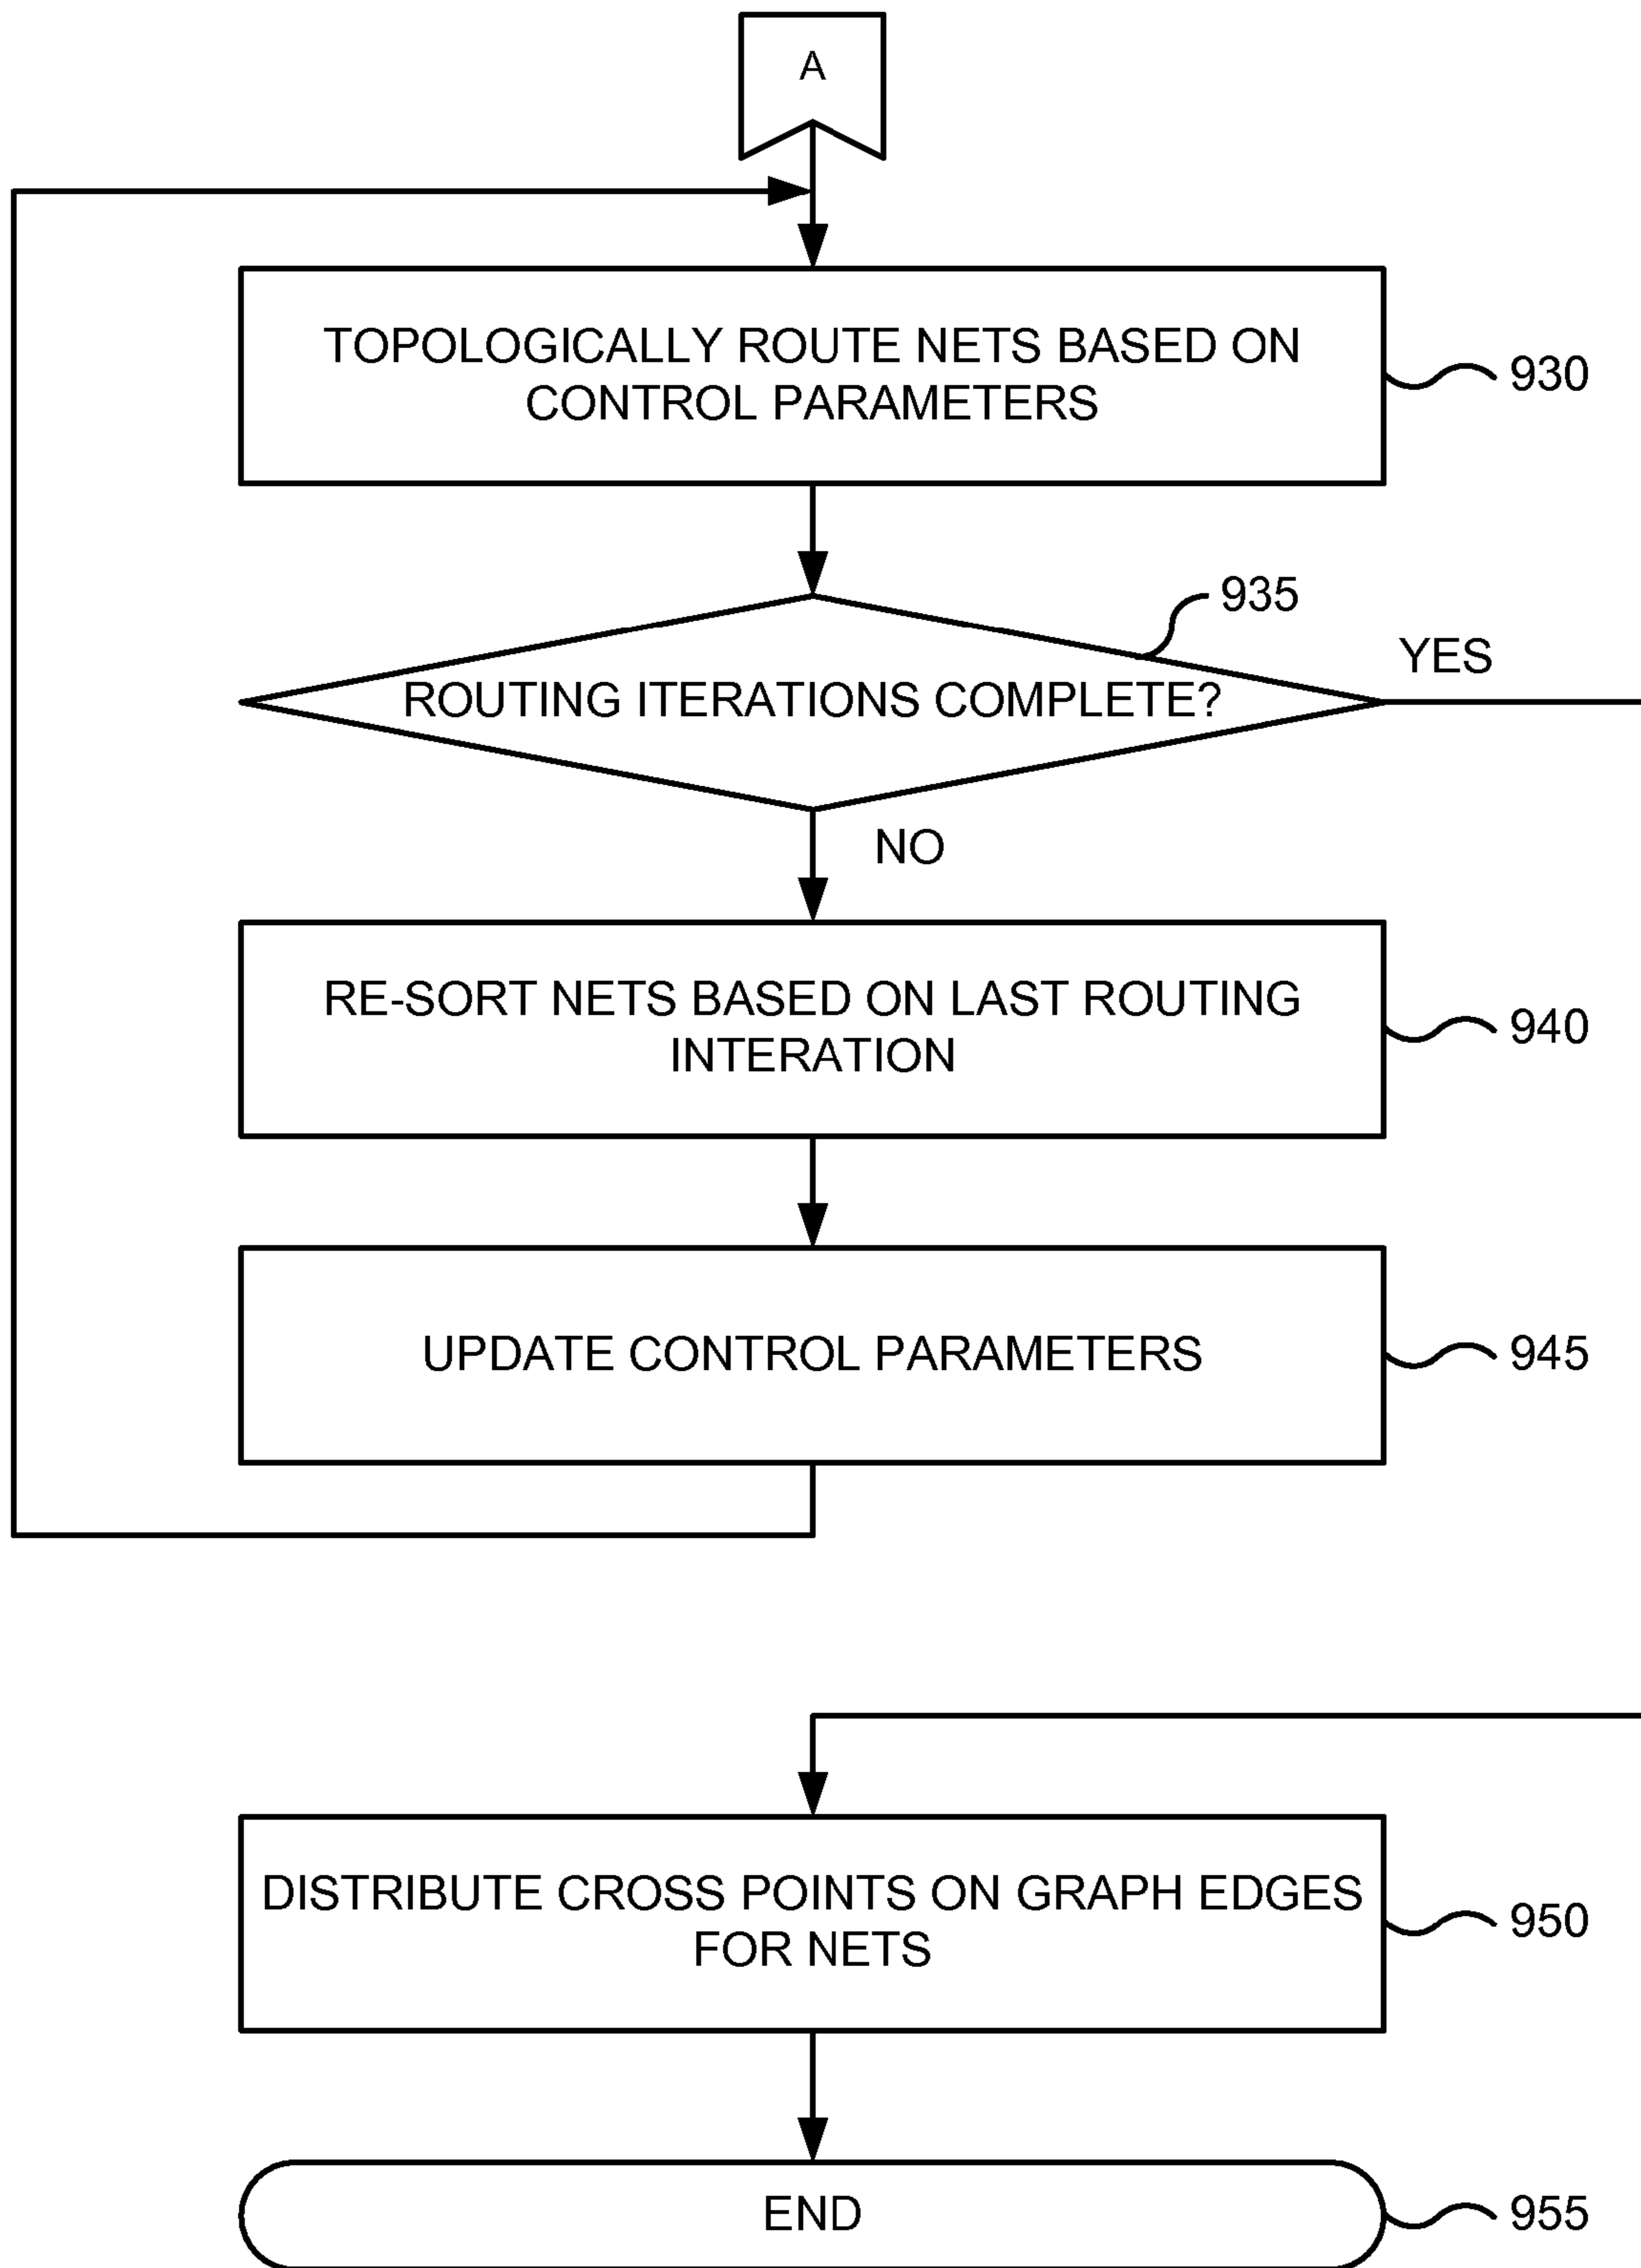 A
TOPOLOGICALLY ROUTE NETS BASED ON
CONTROL PARAMETERS
930
935
YES
ROUTING ITERATIONS COMPLETE?
NO
RE-SORT NETS BASED ON LAST ROUTING
INTERATION
940
UPDATE CONTROL PARAMETERS
945
DISTRIBUTE CROSS POINTS ON GRAPH EDGES
FOR NETS
950
END
955